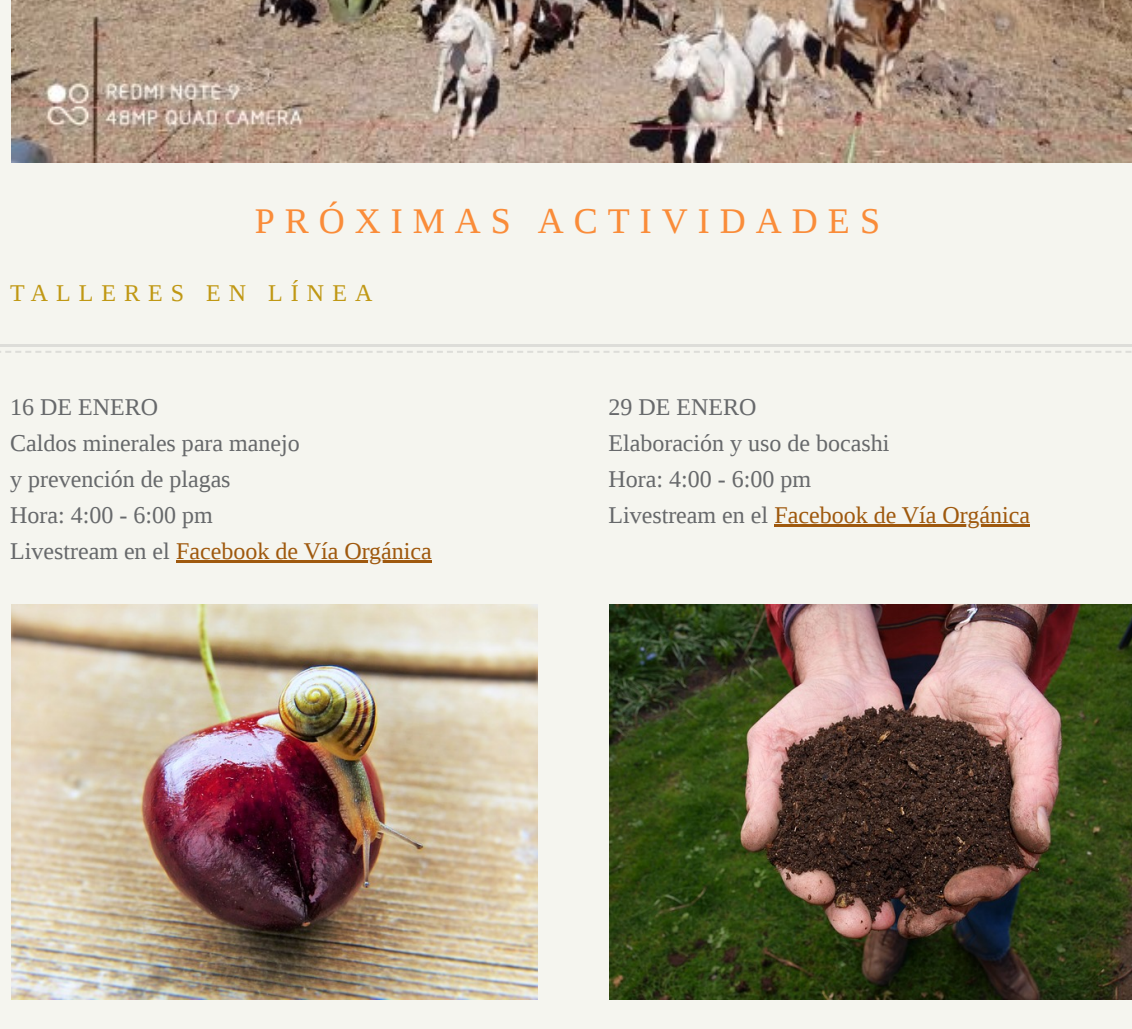 REDMI NOTE 9
48MP QUAD CAMERA
PRÓXIMAS ACTIVIDADES
TALLERES EN LÍNEA
16 DE ENERO
Caldos minerales para manejo
y prevención de plagas
Hora: 4:00 - 6:00 pm
Livestream en el Facebook de Vía Orgánica
29 DE ENERO
Elaboración y uso de bocashi
Hora: 4:00 - 6:00 pm
Livestream en el Facebook de Vía Orgánica